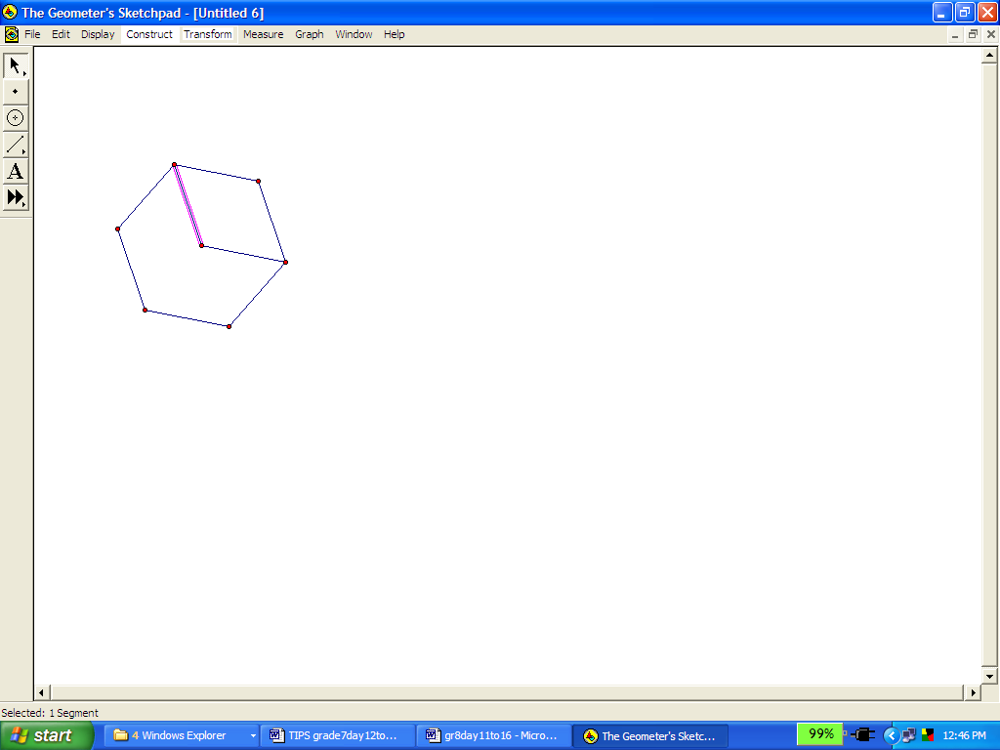 The Geometer's Sketchpad - [Untitled 6]
File Edit Display Construct Transform Measure Graph Window Help
A
Selected: 1 Segment
start 4 Windows Explorer TIPS grade7day12to... gr8day11to16 - Micro... The Geometer's Sketc... 99% 12:46 PM